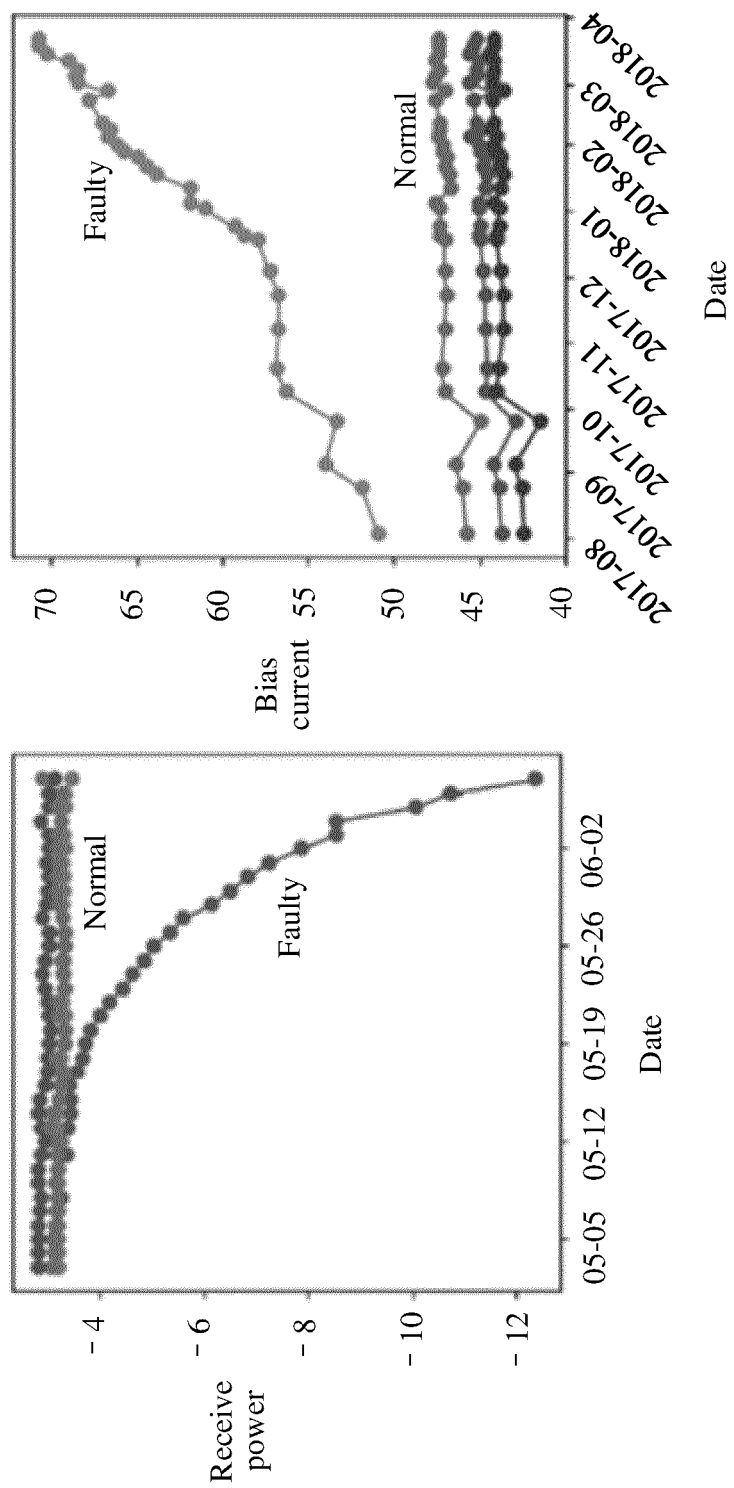 Receive
power
- 4
- 6
- 8
- 10
- 12
05-05
05-12
05-19
05-26
06-02
Date
Normal
Faulty
Bias
current
70
65
60
55
50
45
40
2017-08
2017-09
2017-10
2017-11
2017-12
2018-01
2018-02
2018-03
2018-04
Date
Faulty
Normal